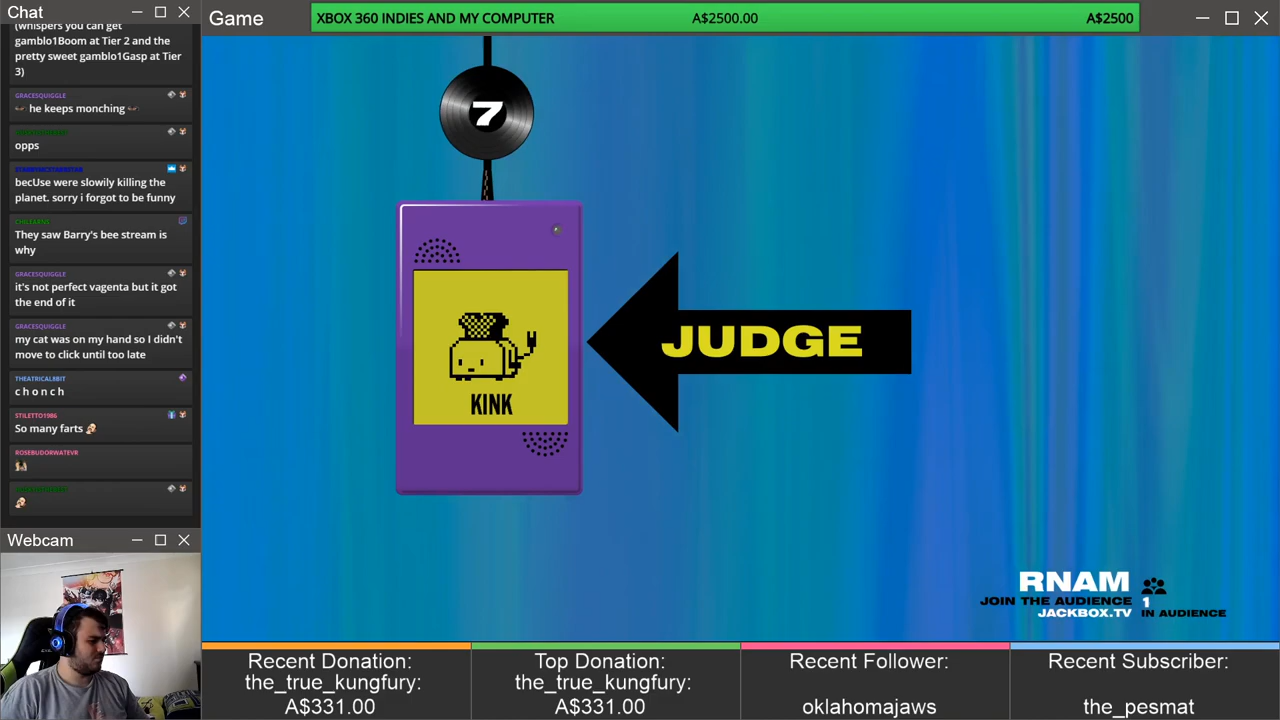 Chat
(whispers you can get
gamblo1Boom at Tier 2 and the
pretty sweet gamblo1Gasp at Tier
3)
GRACESQUIGGLE
he keeps monching
opps
becUse were slowily killing the
planet. sorry i forgot to be funny
They saw Barry's bee stream is
why
GRACESQUIGGLE
it's not perfect vagenta but it got
the end of it
GRACESQUIGGLE
my cat was on my hand so I didn't
move to click until too late
THEATRICAL8BIT
c h o n c h
STILETTO1986
So many farts
ROSEBUDORWATEVR
Webcam
Game
XBOX 360 INDIES AND MY COMPUTER
A$2500.00
A$2500
7
KINK
JUDGE
RNAM
JOIN THE AUDIENCE
JACKBOX.TV
1
IN AUDIENCE
Recent Donation:
the_true_kungfury:
A$331.00
Top Donation:
the_true_kungfury:
A$331.00
Recent Follower:
oklahomajaws
Recent Subscriber:
the_pesmat